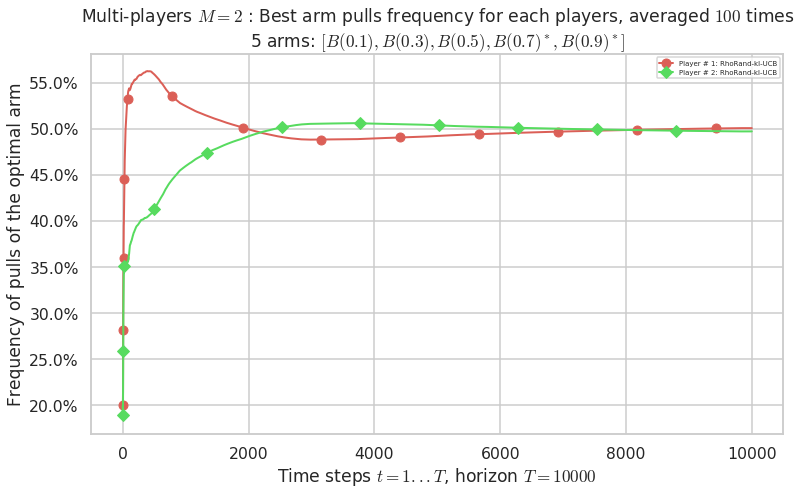 Multi-players M = 2 : Best arm pulls frequency for each players, averaged 100 times
5 arms: [B(0.1), B(0.3), B(0.5), B(0.7)*, B(0.9)*]
Player # 1: RhoRand-kl-UCB
Player # 2: RhoRand-kl-UCB
Frequency of pulls of the optimal arm
55.0%
50.0%
45.0%
40.0%
35.0%
30.0%
25.0%
20.0%
0 2000 4000 6000 8000 10000
Time steps t = 1...T, horizon T = 10000